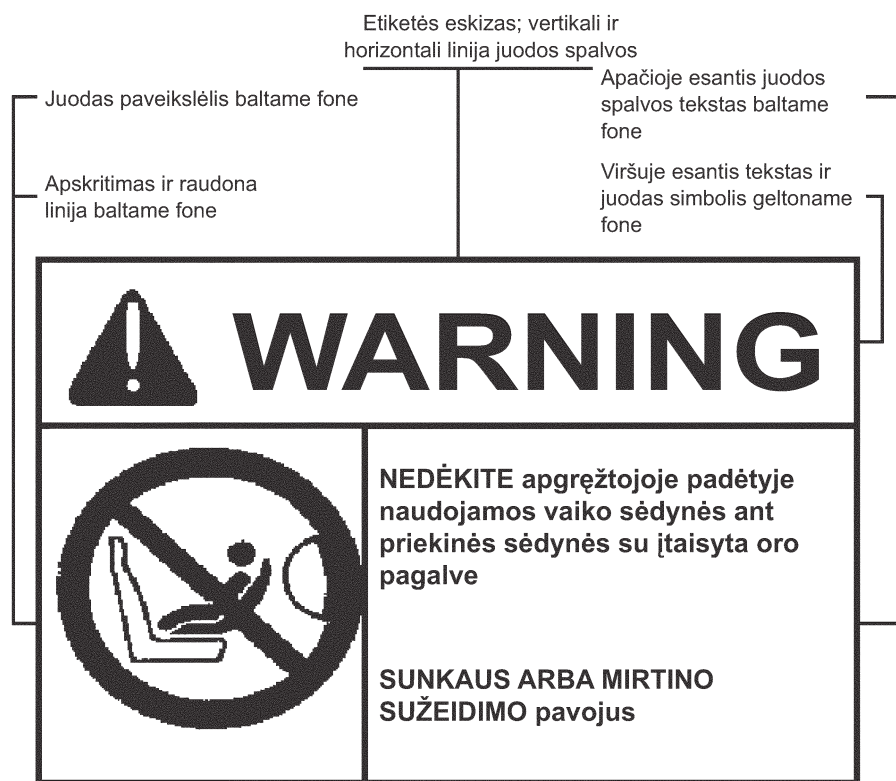 Etiketės eskizas; vertikali ir
horizontali linija juodos spalvos
Juodas paveikslėlis baltame fone
Apačioje esantis juodos
spalvos tekstas baltame
fone
Apskritimas ir raudona
linija baltame fone
Viršuje esantis tekstas ir
juodas simbolis geltoname
fone
WARNING
NEDĖKITE apgręžtojoje padėtyje
naudojamos vaiko sėdynės ant
priekinės sėdynės su įtaisyta oro
pagalve
SUNKAUS ARBA MIRTINO
SUŽEIDIMO pavojus